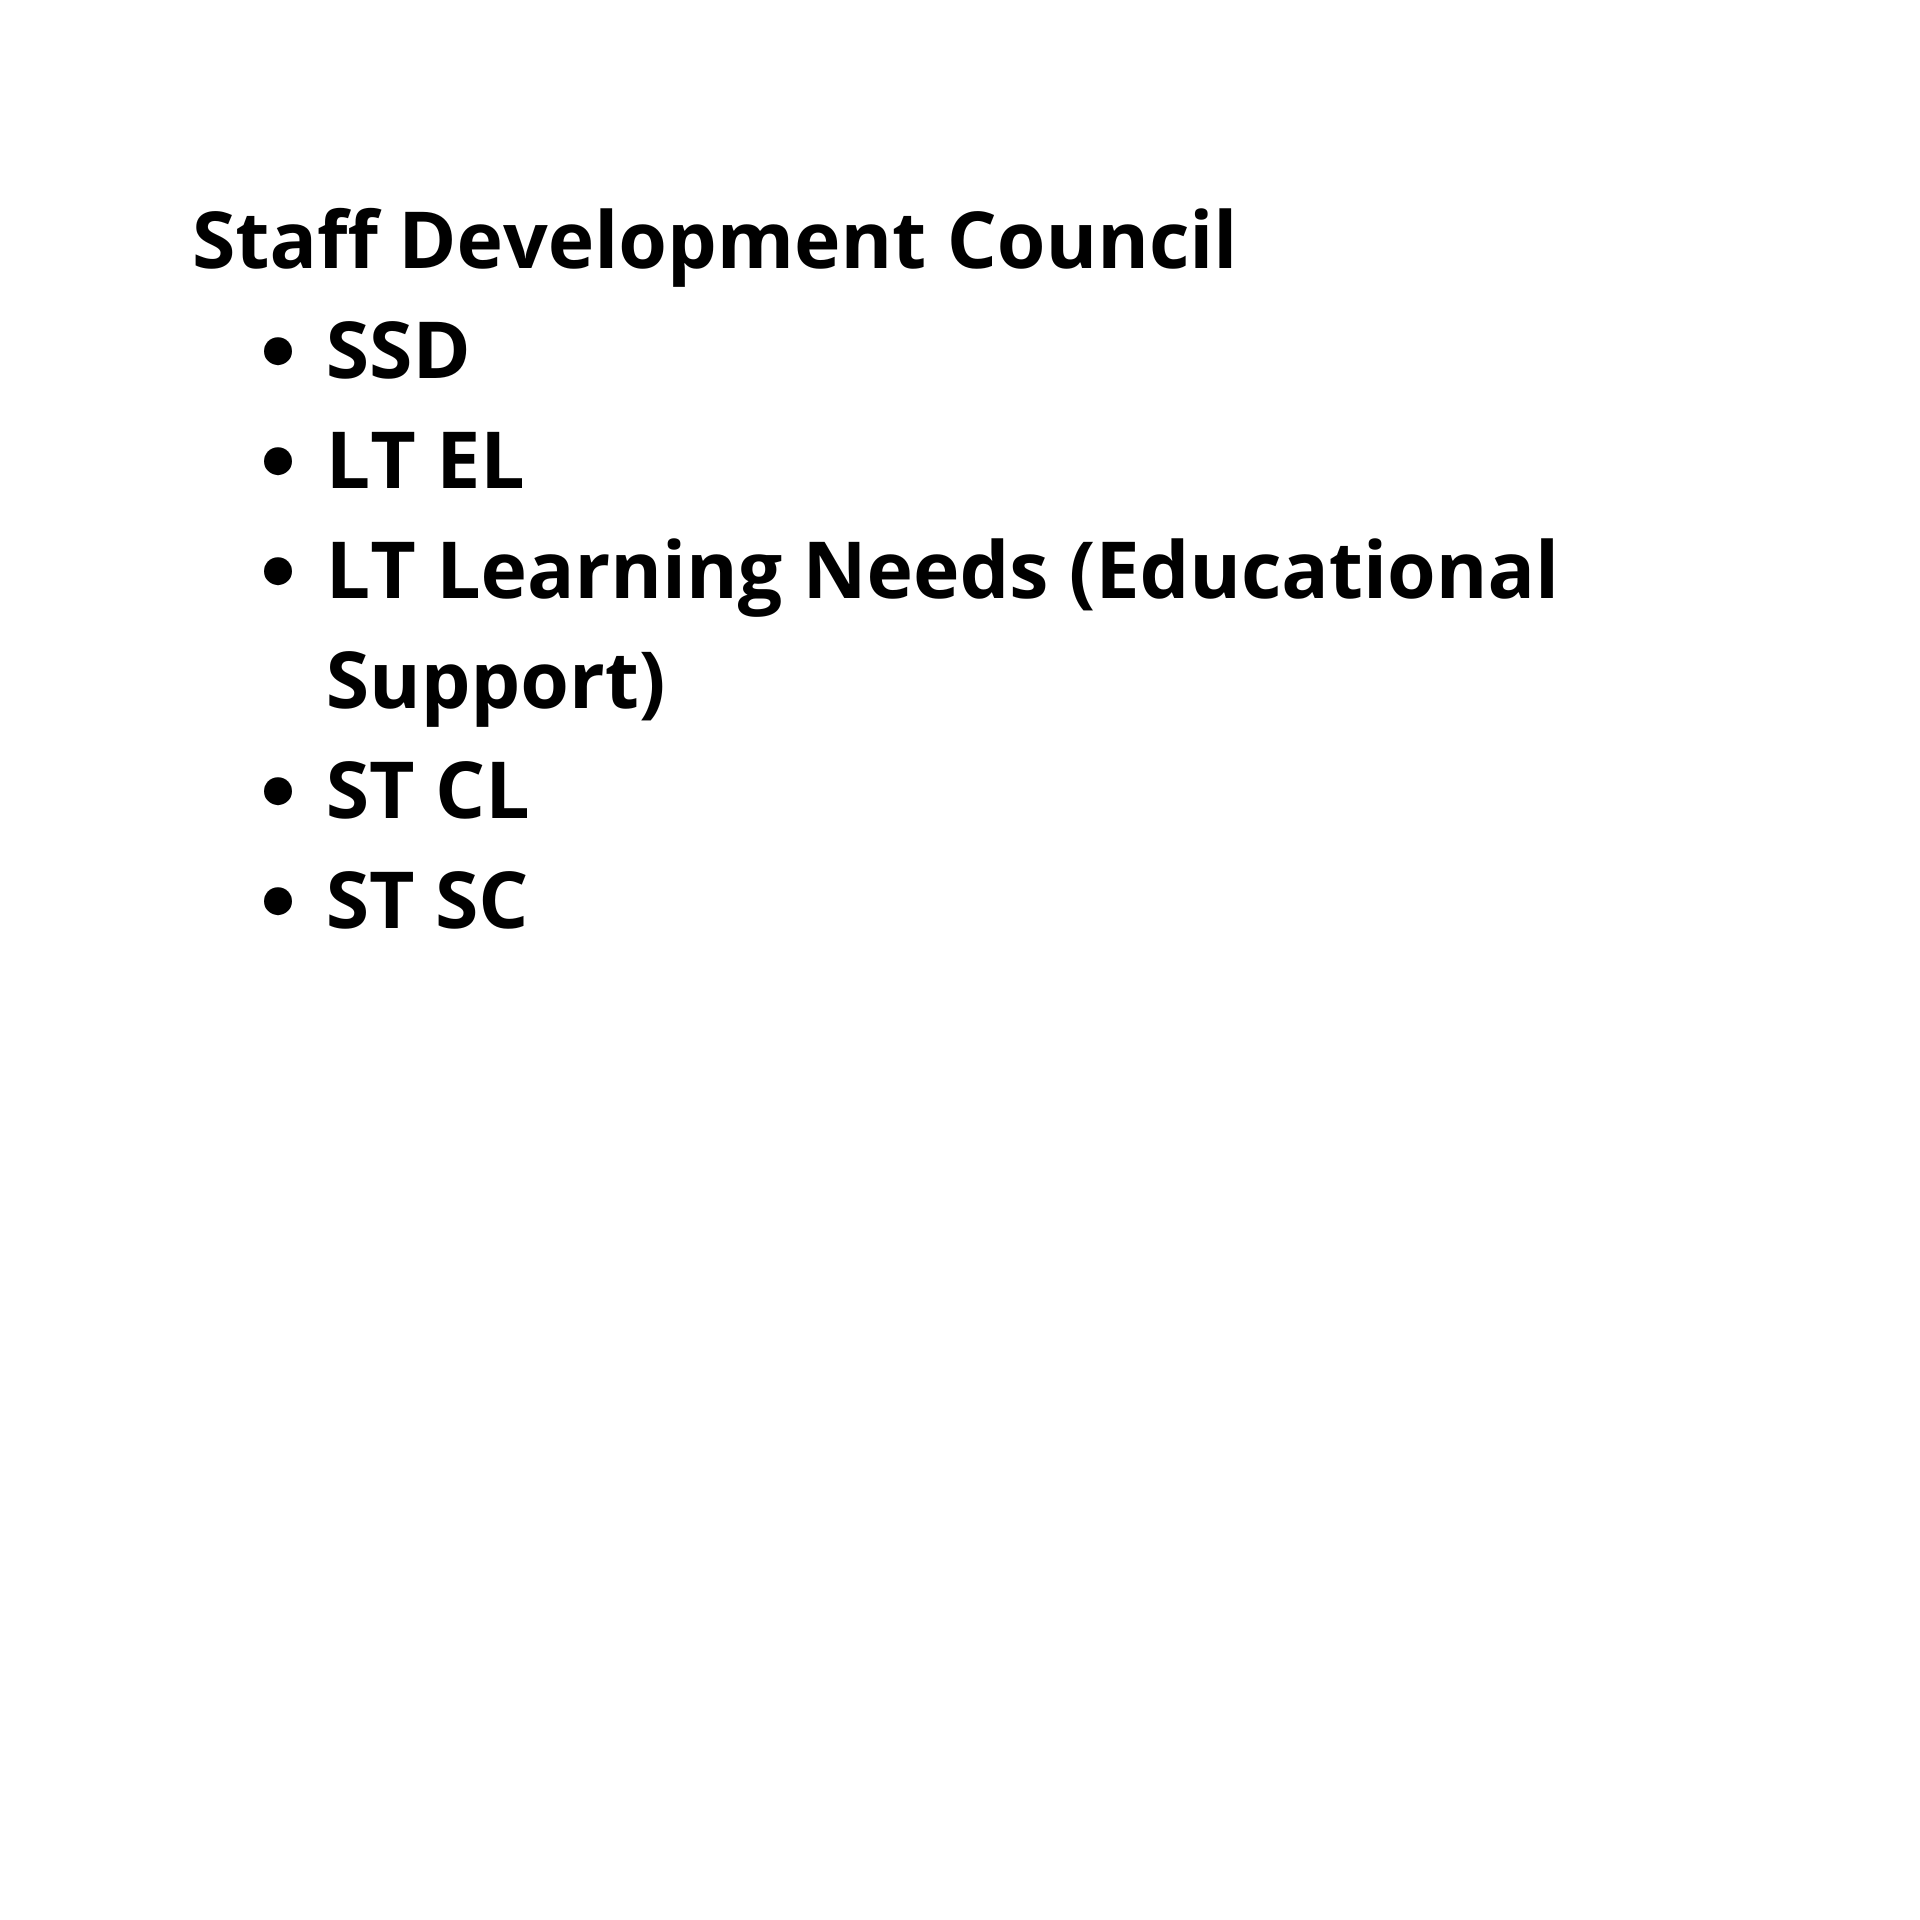 Staff Development Council
• SSD
• LT EL
• LT Learning Needs (Educational
Support)
• ST CL
• ST SC